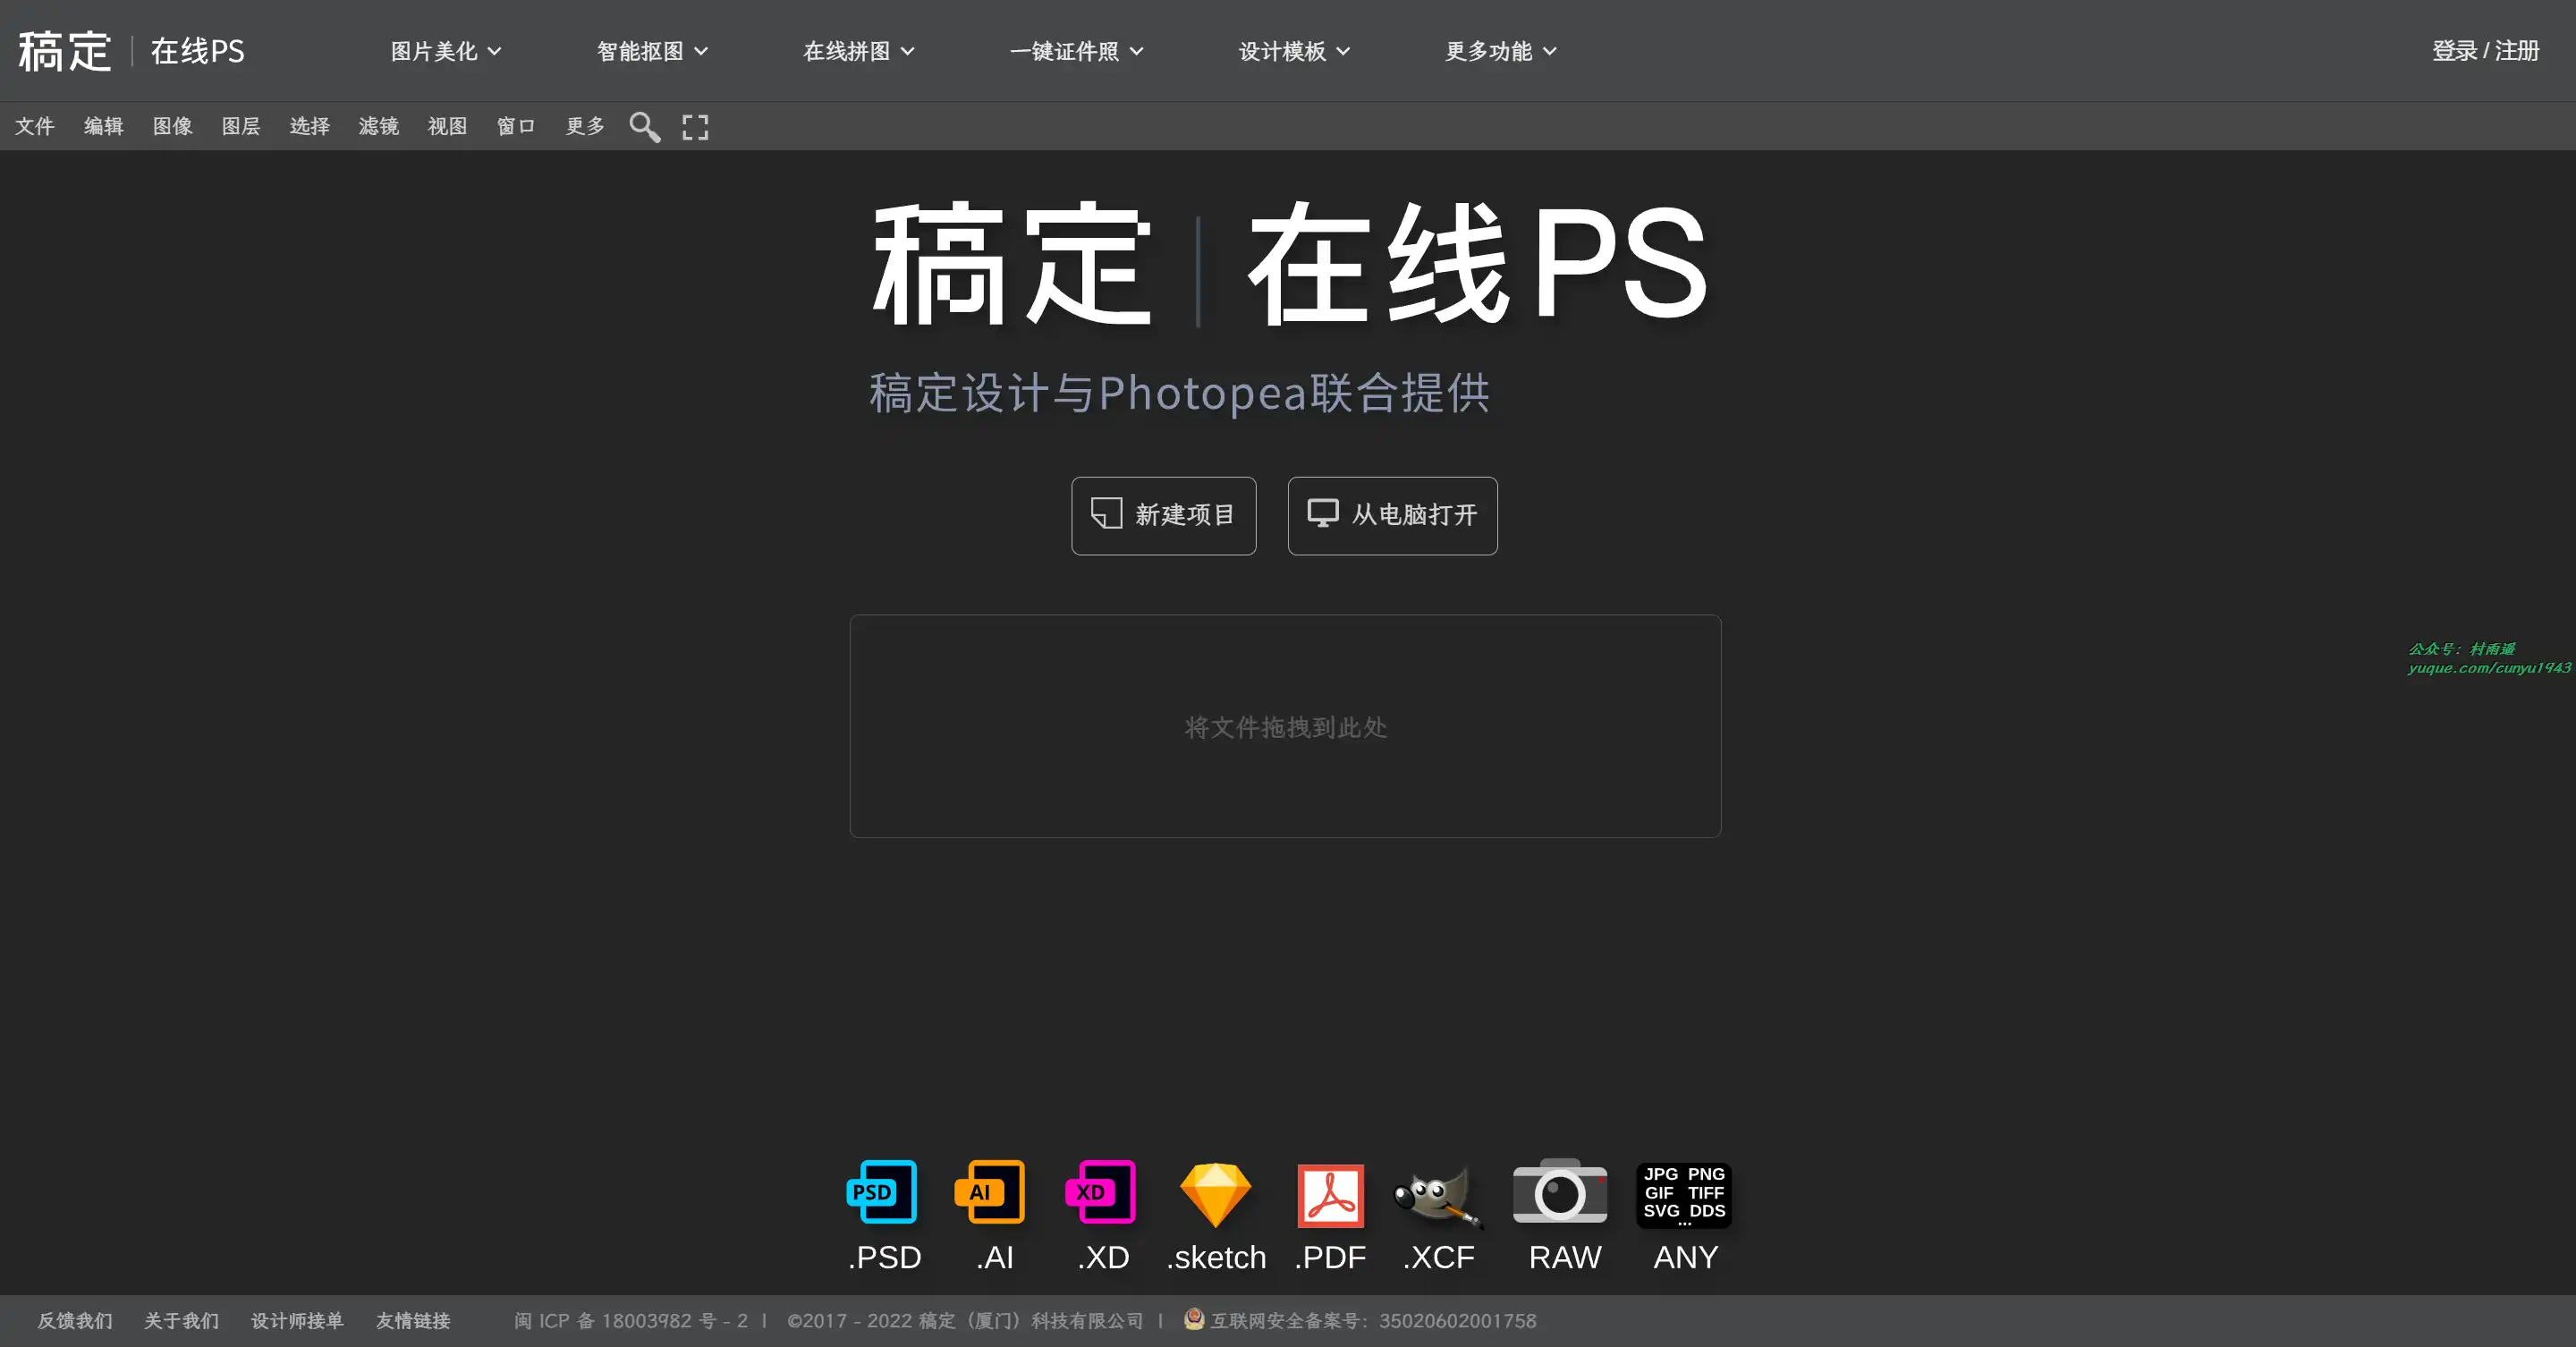 稿定 在线PS 图片美化 智能抠图 在线拼图 一键证件照 设计模板 更多功能 登录 / 注册
文件 编辑 图像 图层 选择 滤镜 视图 窗口 更多
稿定 在线PS
稿定设计与Photopea联合提供
新建项目 从电脑打开
公众号：村雨遥
yuque.com/cunyu1943
将文件拖拽到此处
PSD AI XD JPG PNG
GIF TIFF
SVG DDS
...
.PSD .AI .XD .sketch .PDF .XCF RAW ANY
反馈我们 关于我们 设计师接单 友情链接 闽 ICP 备 18003982 号 - 2 | ©2017 - 2022 稿定（厦门）科技有限公司 | 互联网安全备案号：35020602001758